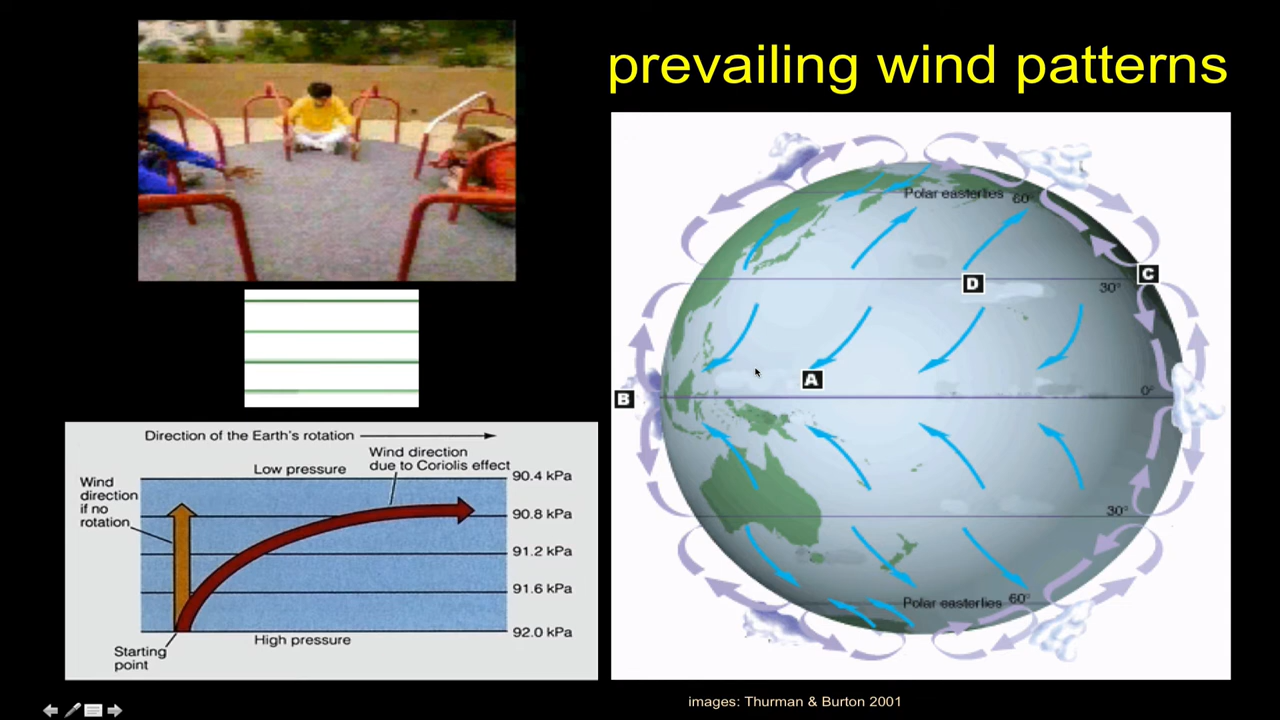 prevailing wind patterns
Direction of the Earth's rotation
Wind direction
due to Coriolis effect
Low pressure
90.4 kPa
Wind
direction
if no
rotation
90.8 kPa
91.2 kPa
91.6 kPa
92.0 kPa
High pressure
Starting
point
Polar easterlies
60°
C
D
30°
A
B
0°
30°
Polar easterlies
60°
images: Thurman & Burton 2001